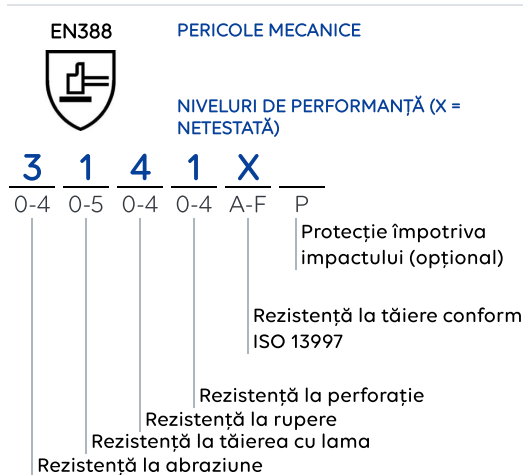 EN388
PERICOLE MECANICE
NIVELURI DE PERFORMANȚĂ (X =
NETESTATĂ)
3 1 4 1 X
0-4 0-5 0-4 0-4 A-F P
Protecție împotriva
impactului (opțional)
Rezistență la tăiere conform
ISO 13997
Rezistență la perforație
Rezistență la rupere
Rezistență la tăierea cu lama
Rezistență la abraziune